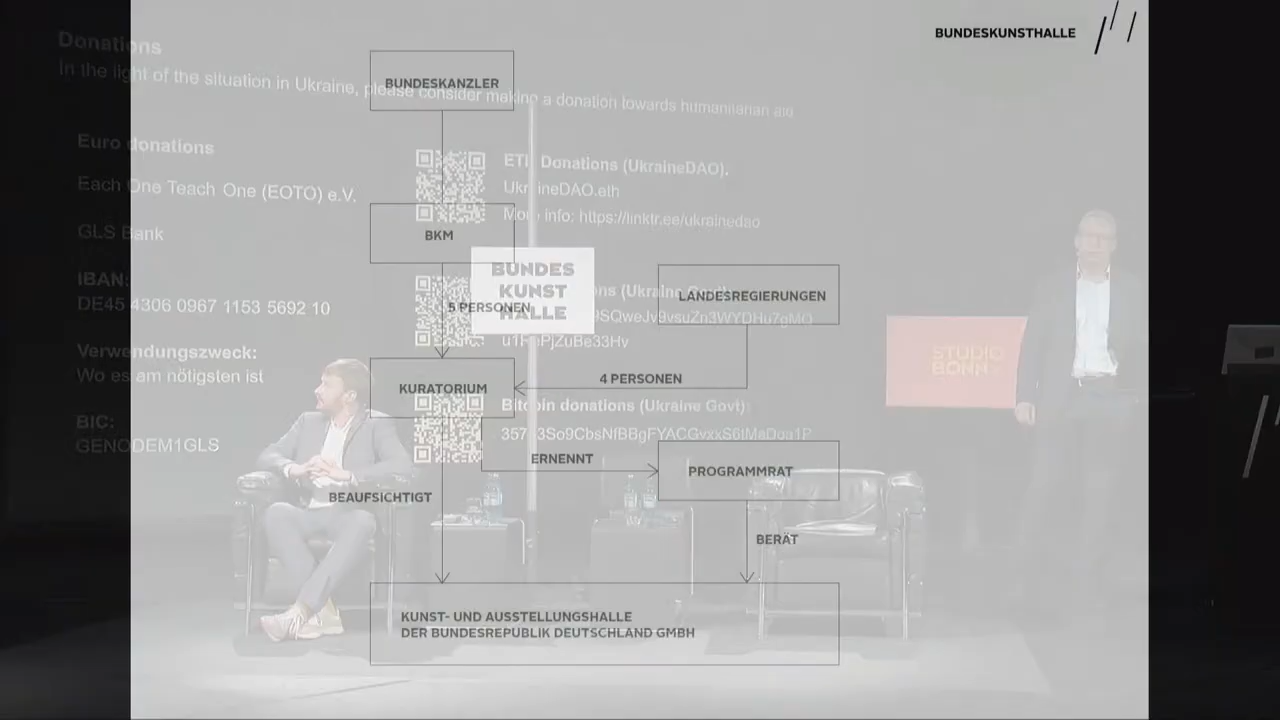 BUNDESKUNSTHALLE
Donations
In the light of the situation in Ukraine, please consider making a donation towards humanitarian aid
BUNDESKANZLER
Euro donations
Each One Teach One (EOTO) e.V.
GLS Bank
IBAN:
DE45 4306 0967 1153 5692 10
Verwendungszweck:
Wo es am nötigsten ist
BIC:
GENODEM1GLS
ETH Donations (UkraineDAO):
UkraineDAO.eth
More info: https://linktr.ee/ukrainedao
BKM
BUNDES
KUNST
HALLE
5 PERSONEN
LANDESREGIERUNGEN
4 PERSONEN
KURATORIUM
Bitcoin donations (Ukraine Govt):
ERNENNT
PROGRAMMRAT
BEAUFSICHTIGT
BERÄT
KUNST- UND AUSSTELLUNGSHALLE
DER BUNDESREPUBLIK DEUTSCHLAND GMBH
STUDIO
BONN